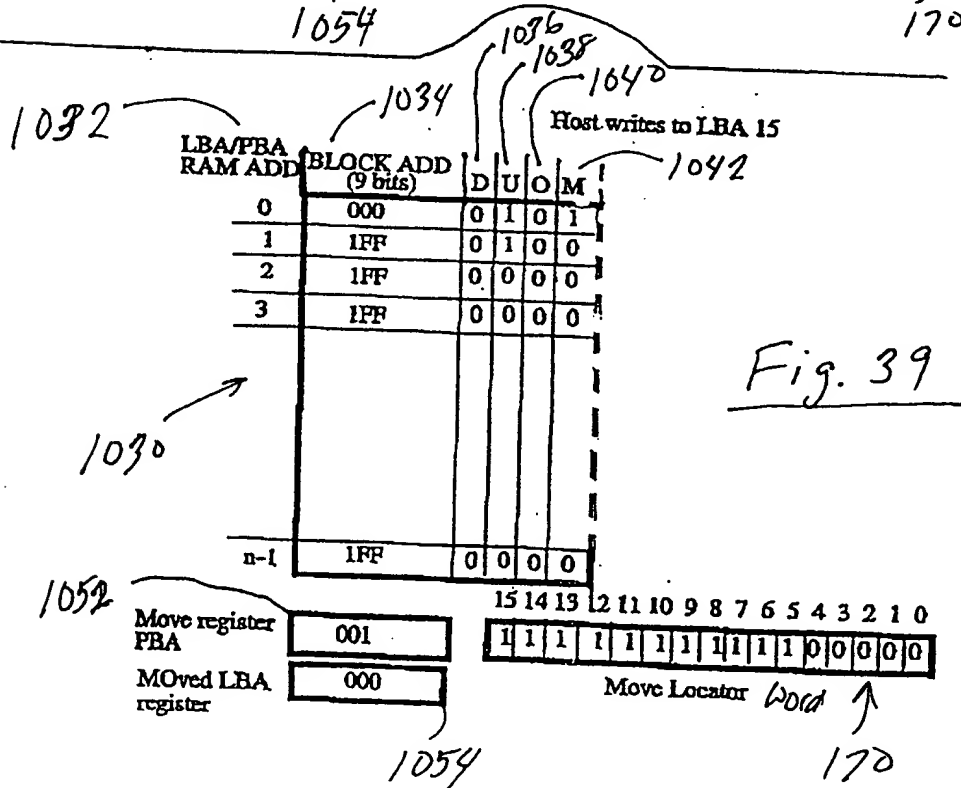 1054
170
1036
1038
1040
1034
1032
Host writes to LBA 15
1042
LBA/PBA
RAM ADD
BLOCK ADD
(9 bits)
D U O M
0 000 0 1 0 1
1 1FF 0 1 0 0
2 1FF 0 0 0 0
3 1FF 0 0 0 0
Fig. 39
1030
n-1 1FF 0 0 0 0
1052
15 14 13 12 11 10 9 8 7 6 5 4 3 2 1 0
Move register
PBA
001
1 1 1 1 1 1 1 1 1 1 1 0 0 0 0 0
MOved LBA
register
000
Move Locator Word
1054
170